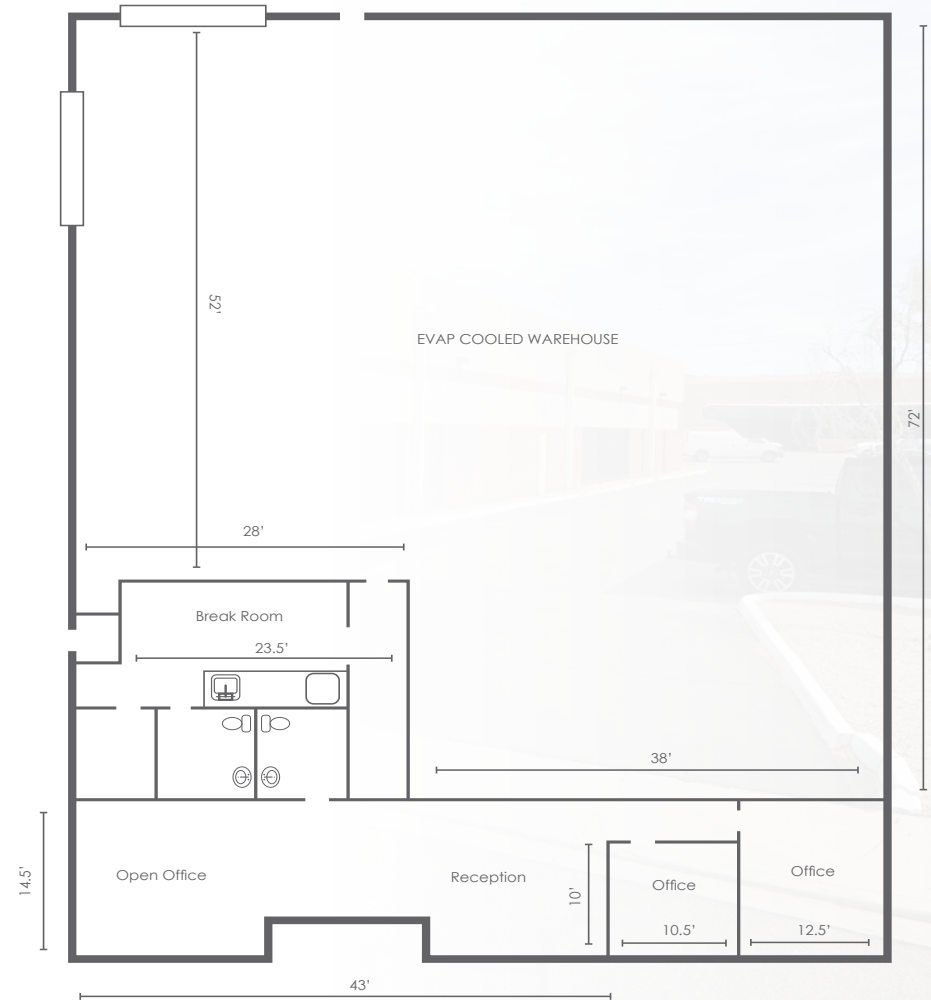 52'
EVAP COOLED WAREHOUSE
72'
28'
Break Room
23.5'
38'
14.5'
Open Office
Reception
10'
Office
10.5'
Office
12.5'
43'